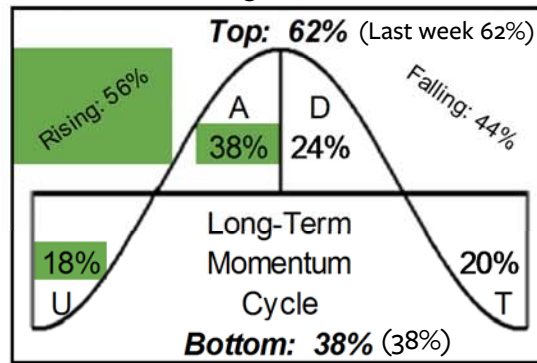 Top: 62% (Last week 62%)
Rising: 56%
Falling: 44%
A D
38% 24%
Long-Term
18% Momentum 20%
U Cycle T
Bottom: 38% (38%)